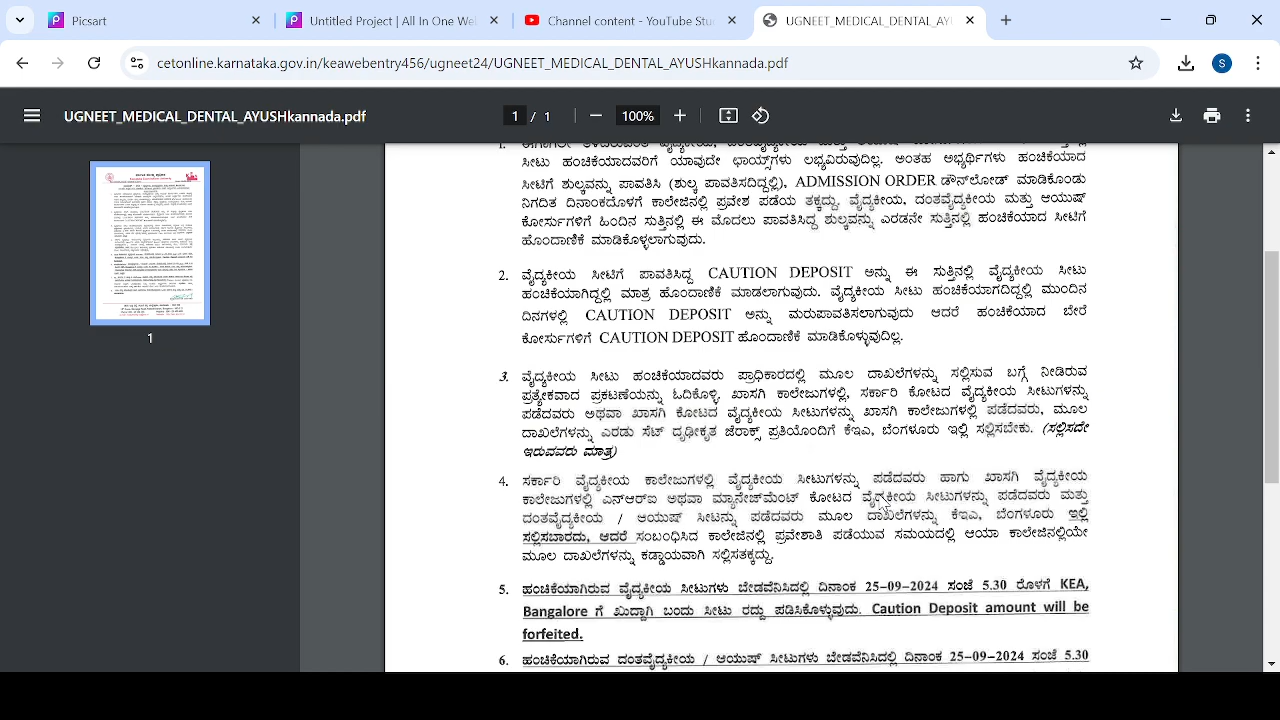 Picsart
Untitled Project | All In One We
Channel content - YouTube Stu
UGNEET_MEDICAL_DENTAL_AY
cetonline.karnataka.gov.in/keawebentry456/ugneet24/UGNEET_MEDICAL_DENTAL_AYUSHkannada.pdf
S
UGNEET_MEDICAL_DENTAL_AYUSHkannada.pdf
1 / 1
100%
1
ಸೀಟು ಹಂಚಿಕೆಯಾದವರಿಗೆ ಯಾವುದೇ ಛಾಯ್ಸ್‌ಗಳು ಲಭ್ಯವಿರುವುದಿಲ್ಲ. ಅಂತಹ ಅಭ್ಯರ್ಥಿಗಳು ಹಂಚಿಕೆಯಾದ
ಸೀಟಿನ ಶುಲ್ಕವನ್ನು ಪಾವತಿಸಿ (ಶುಲ್ಕ ಪಾವತಿಸದಿದ್ದಲ್ಲಿ), ADMISSION ORDER ಡೌನ್‌ಲೋಡ್ ಮಾಡಿಕೊಂಡು
ನಿಗದಿತ ದಿನಾಂಕದೊಳಗೆ ಕಾಲೇಜಿನಲ್ಲಿ ಪ್ರವೇಶ ಪಡೆಯ ತಕ್ಕದ್ದು. ವೈದ್ಯಕೀಯ, ದಂತವೈದ್ಯಕೀಯ ಮತ್ತು ಆಯುಷ್
ಕೋರ್ಸುಗಳಿಗೆ ಹಿಂದಿನ ಸುತ್ತಿನಲ್ಲಿ ಈ ಮೊದಲು ಪಾವತಿಸಿದ್ದ ಶುಲ್ಕವನ್ನು ಎರಡನೇ ಸುತ್ತಿನಲ್ಲಿ ಹಂಚಿಕೆಯಾದ ಸೀಟಿಗೆ
ಹೊಂದಾಣಿಕೆ ಮಾಡಿಕೊಳ್ಳಲಾಗುವುದು.
2. ವೈದ್ಯಕೀಯ ಸೀಟಿಗೆ ಪಾವತಿಸಿದ್ದ CAUTION DEPOSIT ಅನ್ನು ಈ ಸುತ್ತಿನಲ್ಲಿ ವೈದ್ಯಕೀಯ ಸೀಟು
ಹಂಚಿಕೆಯಾಗಿದ್ದಲ್ಲಿ ಮಾತ್ರ ಹೊಂದಾಣಿಕೆ ಮಾಡಲಾಗುವುದು. ವೈದ್ಯಕೀಯ ಸೀಟು ಹಂಚಿಕೆಯಾಗದಿದ್ದಲ್ಲಿ ಮುಂದಿನ
ದಿನಗಳಲ್ಲಿ CAUTION DEPOSIT ಅನ್ನು ಮರುಪಾವತಿಸಲಾಗುವುದು ಆದರೆ ಹಂಚಿಕೆಯಾದ ಬೇರೆ
ಕೋರ್ಸುಗಳಿಗೆ CAUTION DEPOSIT ಹೊಂದಾಣಿಕೆ ಮಾಡಿಕೊಳ್ಳುವುದಿಲ್ಲ.
3. ವೈದ್ಯಕೀಯ ಸೀಟು ಹಂಚಿಕೆಯಾದವರು ಪ್ರಾಧಿಕಾರದಲ್ಲಿ ಮೂಲ ದಾಖಲೆಗಳನ್ನು ಸಲ್ಲಿಸುವ ಬಗ್ಗೆ ನೀಡಿರುವ
ಪ್ರತ್ಯೇಕವಾದ ಪ್ರಕಟಣೆಯನ್ನು ಓದಿಕೊಳ್ಳಿ. ಖಾಸಗಿ ಕಾಲೇಜುಗಳಲ್ಲಿ, ಸರ್ಕಾರಿ ಕೋಟದ ವೈದ್ಯಕೀಯ ಸೀಟುಗಳನ್ನು
ಪಡೆದವರು ಅಥವಾ ಖಾಸಗಿ ಕೋಟದ ವೈದ್ಯಕೀಯ ಸೀಟುಗಳನ್ನು ಖಾಸಗಿ ಕಾಲೇಜುಗಳಲ್ಲಿ ಪಡೆದವರು, ಮೂಲ
ದಾಖಲೆಗಳನ್ನು ಎರಡು ಸೆಟ್ ದೃಢೀಕೃತ ಜೆರಾಕ್ಸ್ ಪ್ರತಿಯೊಂದಿಗೆ ಕೆಇಎ, ಬೆಂಗಳೂರು ಇಲ್ಲಿ ಸಲ್ಲಿಸಬೇಕು. (ಸಲ್ಲಿಸದೇ
ಇರುವವರು ಮಾತ್ರ)
4. ಸರ್ಕಾರಿ ವೈದ್ಯಕೀಯ ಕಾಲೇಜುಗಳಲ್ಲಿ ವೈದ್ಯಕೀಯ ಸೀಟುಗಳನ್ನು ಪಡೆದವರು ಹಾಗು ಖಾಸಗಿ ವೈದ್ಯಕೀಯ
ಕಾಲೇಜುಗಳಲ್ಲಿ ಎನ್‌ಆರ್‌ಐ ಅಥವಾ ಮ್ಯಾನೇಜ್‌ಮೆಂಟ್ ಕೋಟದ ವೈದ್ಯಕೀಯ ಸೀಟುಗಳನ್ನು ಪಡೆದವರು ಮತ್ತು
ದಂತವೈದ್ಯಕೀಯ / ಆಯುಷ್ ಸೀಟನ್ನು ಪಡೆದವರು ಮೂಲ ದಾಖಲೆಗಳನ್ನು ಕೆಇಎ, ಬೆಂಗಳೂರು ಇಲ್ಲಿ
ಸಲ್ಲಿಸಬಾರದು, ಆದರೆ ಸಂಬಂಧಿಸಿದ ಕಾಲೇಜಿನಲ್ಲಿ ಪ್ರವೇಶಾತಿ ಪಡೆಯುವ ಸಮಯದಲ್ಲಿ ಆಯಾ ಕಾಲೇಜಿನಲ್ಲಿಯೇ
ಮೂಲ ದಾಖಲೆಗಳನ್ನು ಕಡ್ಡಾಯವಾಗಿ ಸಲ್ಲಿಸತಕ್ಕದ್ದು.
5. ಹಂಚಿಕೆಯಾಗಿರುವ ವೈದ್ಯಕೀಯ ಸೀಟುಗಳು ಬೇಡವೆನಿಸಿದಲ್ಲಿ ದಿನಾಂಕ 25-09-2024 ಸಂಜೆ 5.30 ರೊಳಗೆ KEA,
Bangalore ಗೆ ಖುದ್ದಾಗಿ ಬಂದು ಸೀಟು ರದ್ದು ಪಡಿಸಿಕೊಳ್ಳುವುದು. Caution Deposit amount will be
forfeited.
6. ಹಂಚಿಕೆಯಾಗಿರುವ ದಂತವೈದ್ಯಕೀಯ / ಆಯುಷ್ ಸೀಟುಗಳು ಬೇಡವೆನಿಸಿದಲ್ಲಿ ದಿನಾಂಕ 25-09-2024 ಸಂಜೆ 5.30